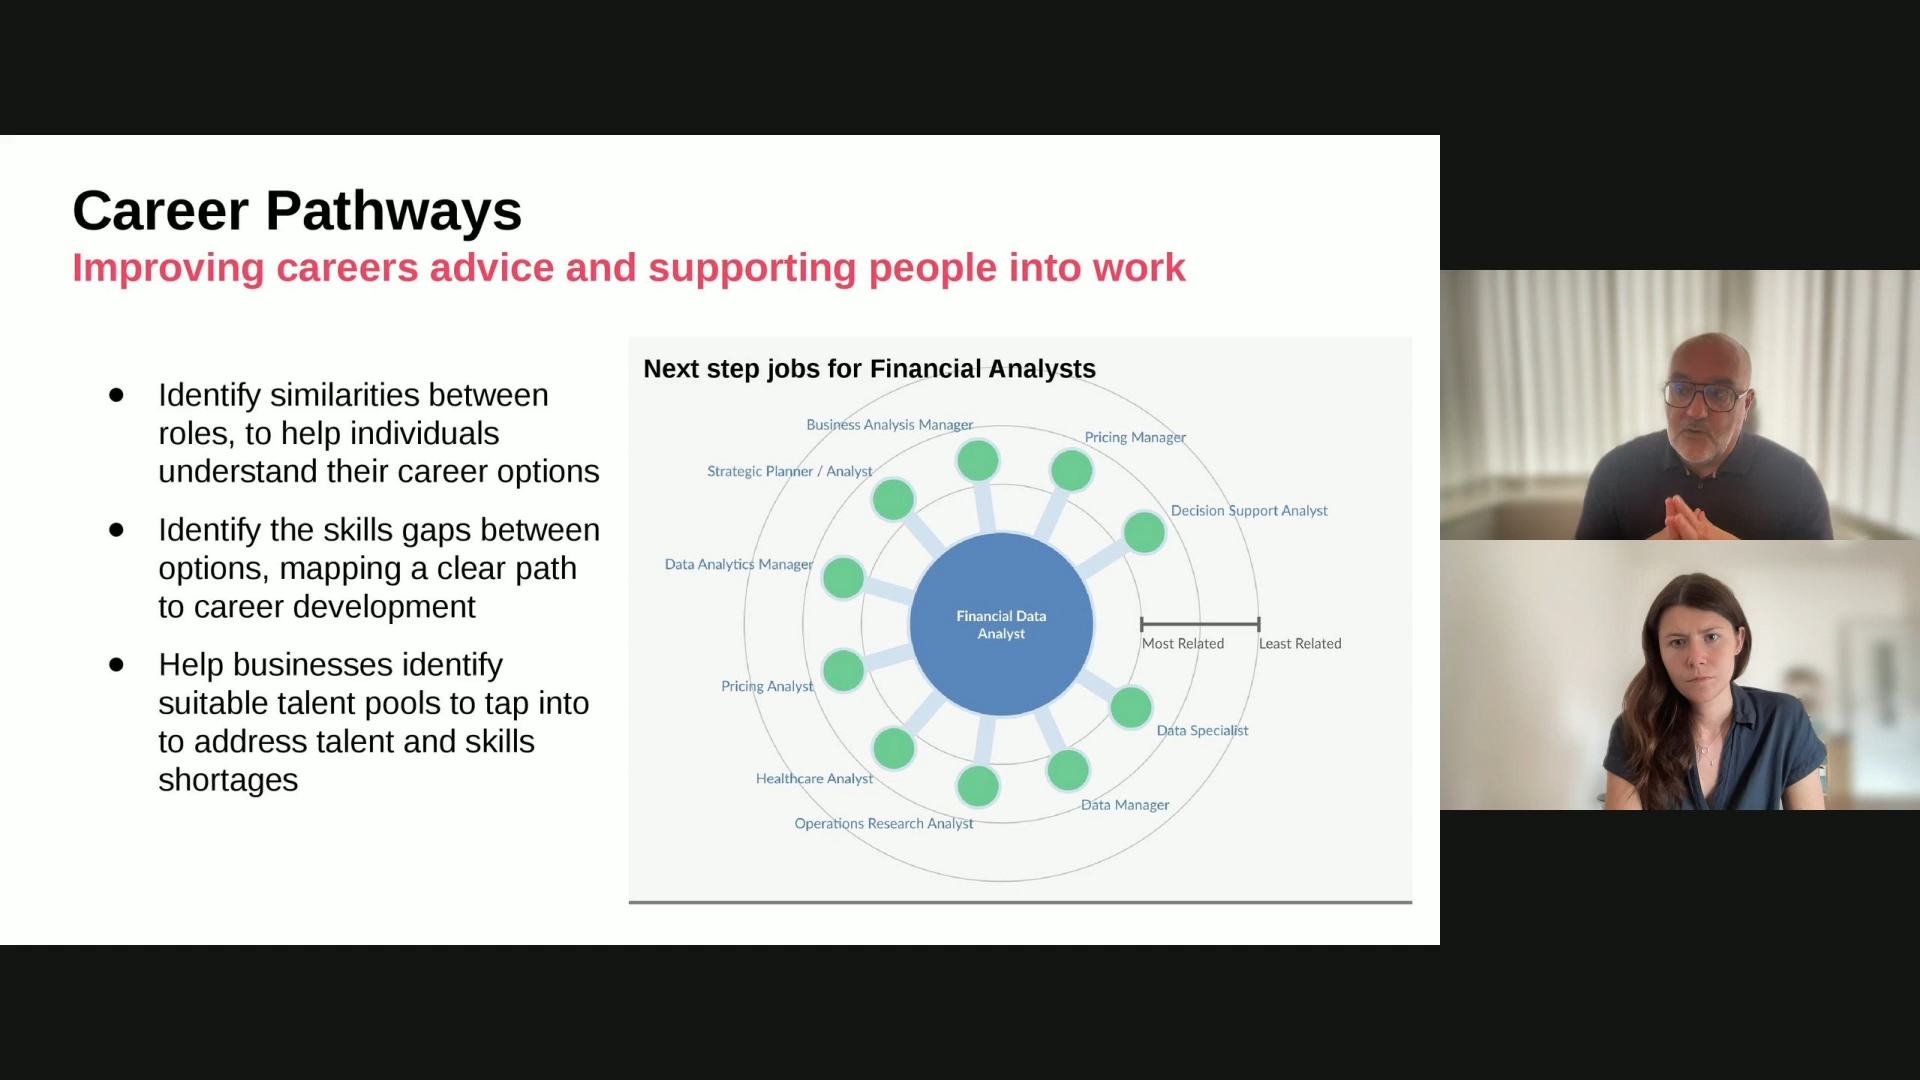 Career Pathways
Improving careers advice and supporting people into work
● Identify similarities between
roles, to help individuals
understand their career options
● Identify the skills gaps between
options, mapping a clear path
to career development
● Help businesses identify
suitable talent pools to tap into
to address talent and skills
shortages
Next step jobs for Financial Analysts
Business Analysis Manager
Pricing Manager
Strategic Planner / Analyst
Decision Support Analyst
Data Analytics Manager
Financial Data
Analyst
Most Related
Least Related
Pricing Analyst
Data Specialist
Healthcare Analyst
Data Manager
Operations Research Analyst